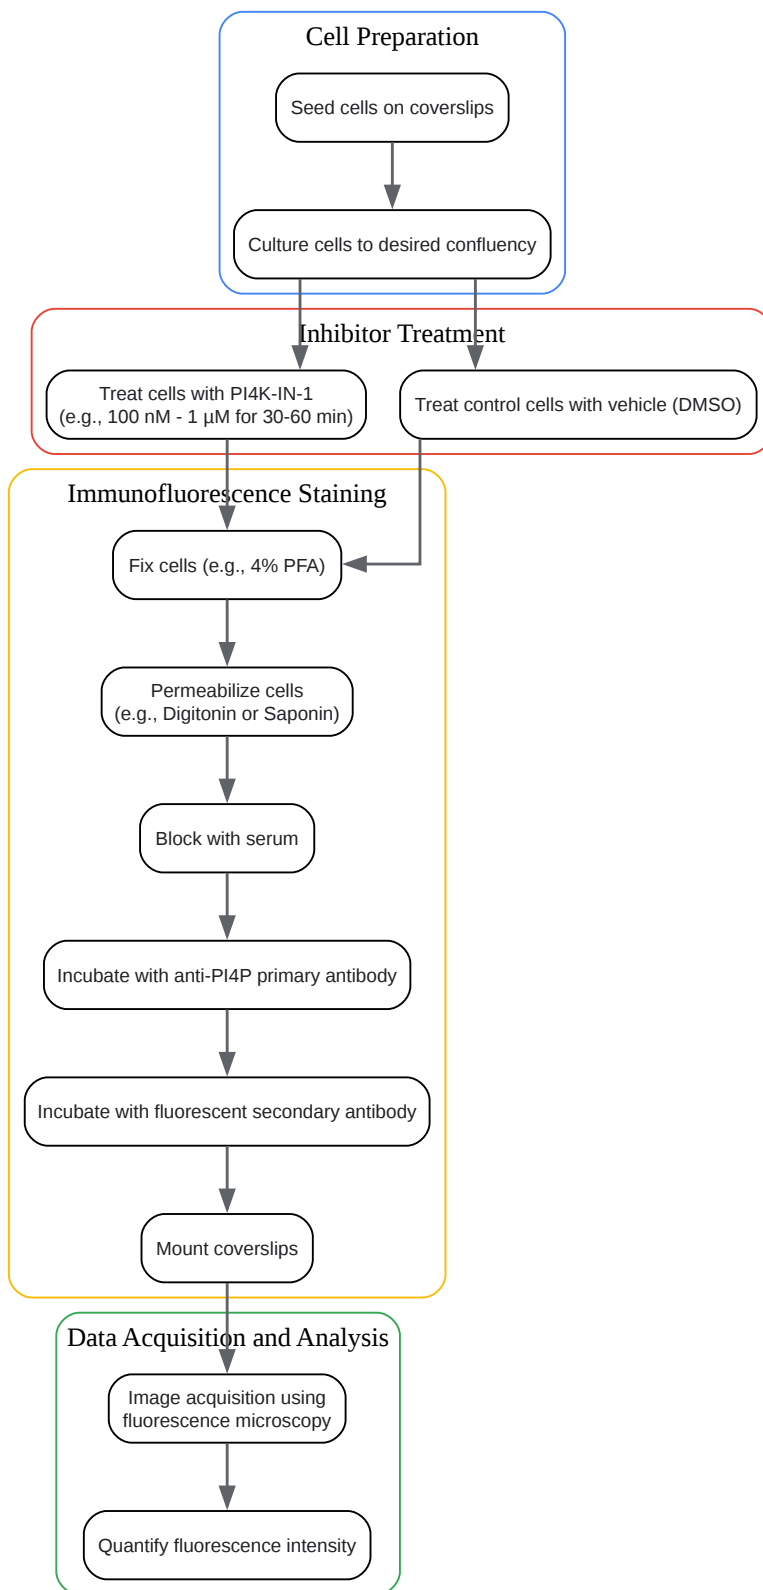 Cell Preparation
Seed cells on coverslips
Culture cells to desired confluency
Inhibitor Treatment
Treat cells with PI4K-IN-1
(e.g., 100 nM - 1 µM for 30-60 min)
Treat control cells with vehicle (DMSO)
Immunofluorescence Staining
Fix cells (e.g., 4% PFA)
Permeabilize cells
(e.g., Digitonin or Saponin)
Block with serum
Incubate with anti-PI4P primary antibody
Incubate with fluorescent secondary antibody
Mount coverslips
Data Acquisition and Analysis
Image acquisition using
fluorescence microscopy
Quantify fluorescence intensity